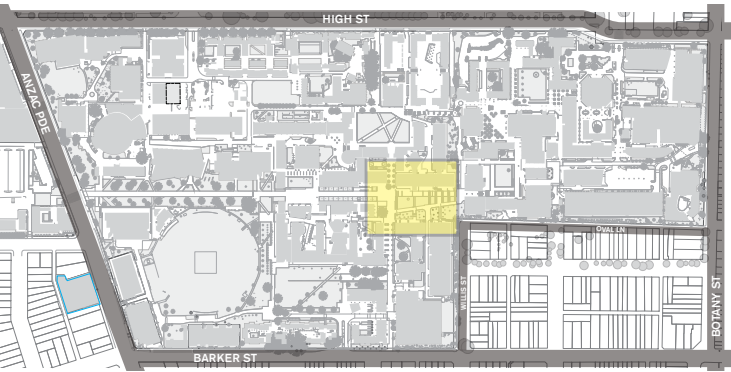 HIGH ST
ANZAC PDE
OVAL LN
WILLIS ST
BOTANY ST
BARKER ST